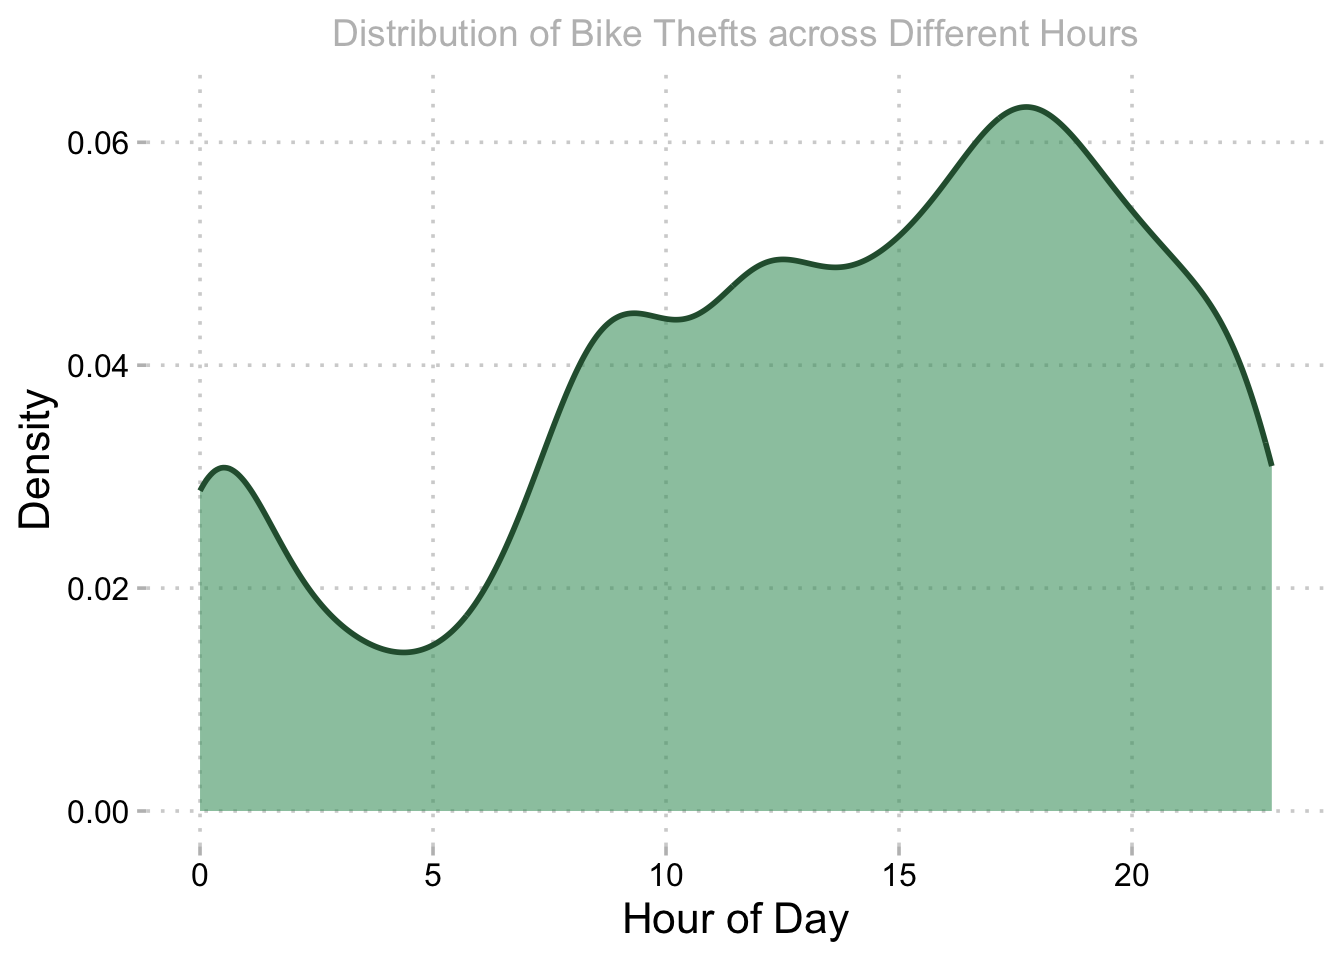 Distribution of Bike Thefts across Different Hours
0.06
0.04
0.02
0.00
Density
0 5 10 15 20
Hour of Day